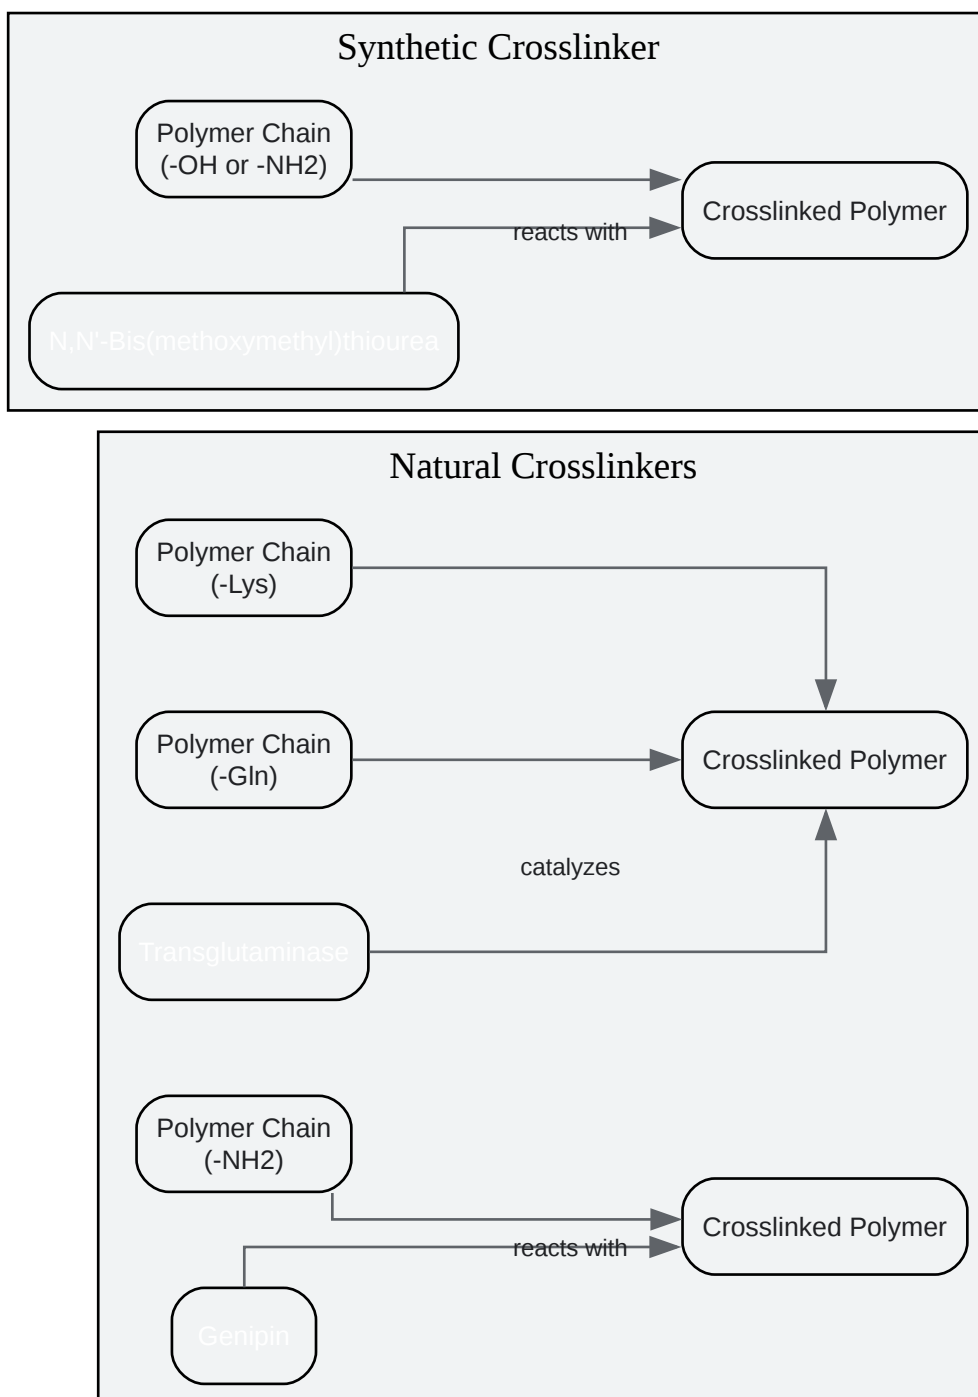 Synthetic Crosslinker
Polymer Chain
(-OH or -NH2)
Crosslinked Polymer
reacts with
N,N'-Bis(methoxymethyl)thiourea
Natural Crosslinkers
Polymer Chain
(-Lys)
Polymer Chain
(-Gln)
Crosslinked Polymer
catalyzes
Transglutaminase
Polymer Chain
(-NH2)
Crosslinked Polymer
reacts with
Genipin